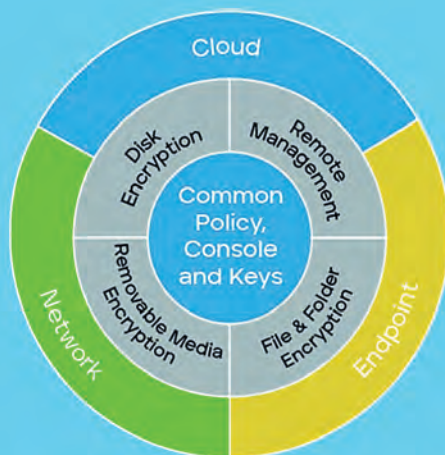 Cloud
Disk
Encryption
Remote
Management
Common
Policy,
Console
and Keys
Removable Media
Encryption
File & Folder
Encryption
Network
Endpoint